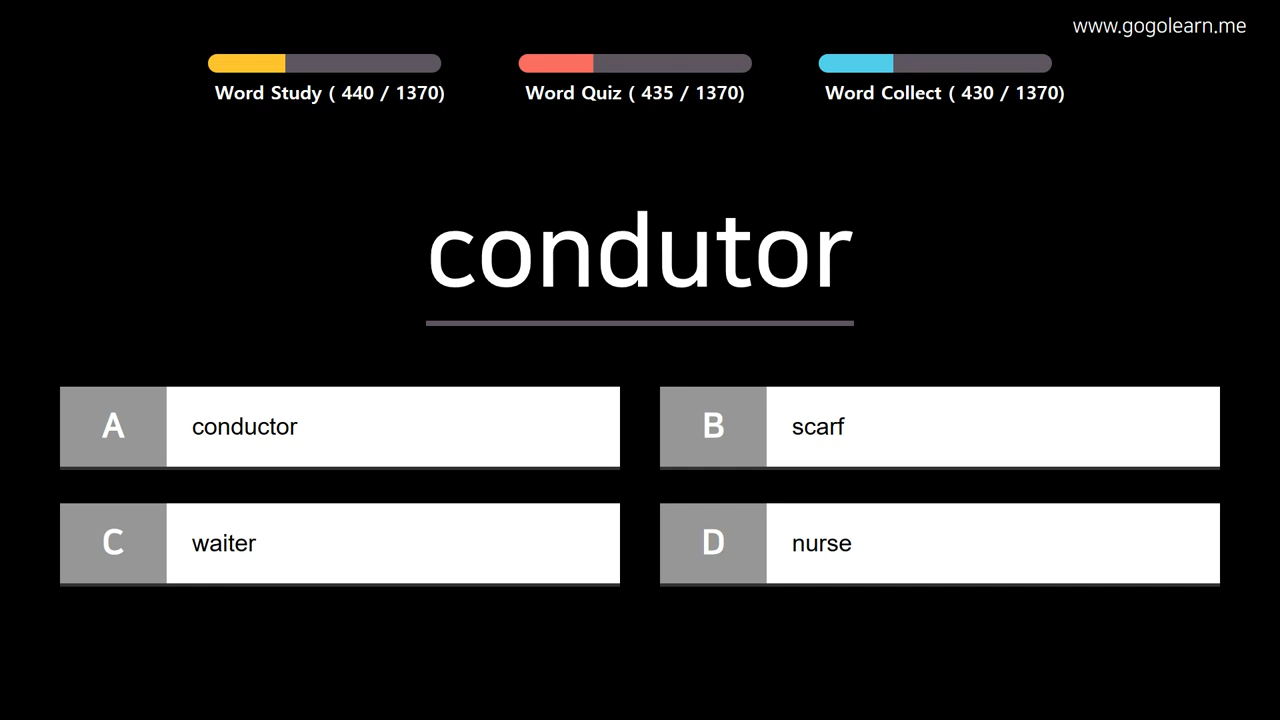 www.gogolearn.me
Word Study ( 440 / 1370)
Word Quiz ( 435 / 1370)
Word Collect ( 430 / 1370)
condutor
A conductor
B scarf
C waiter
D nurse